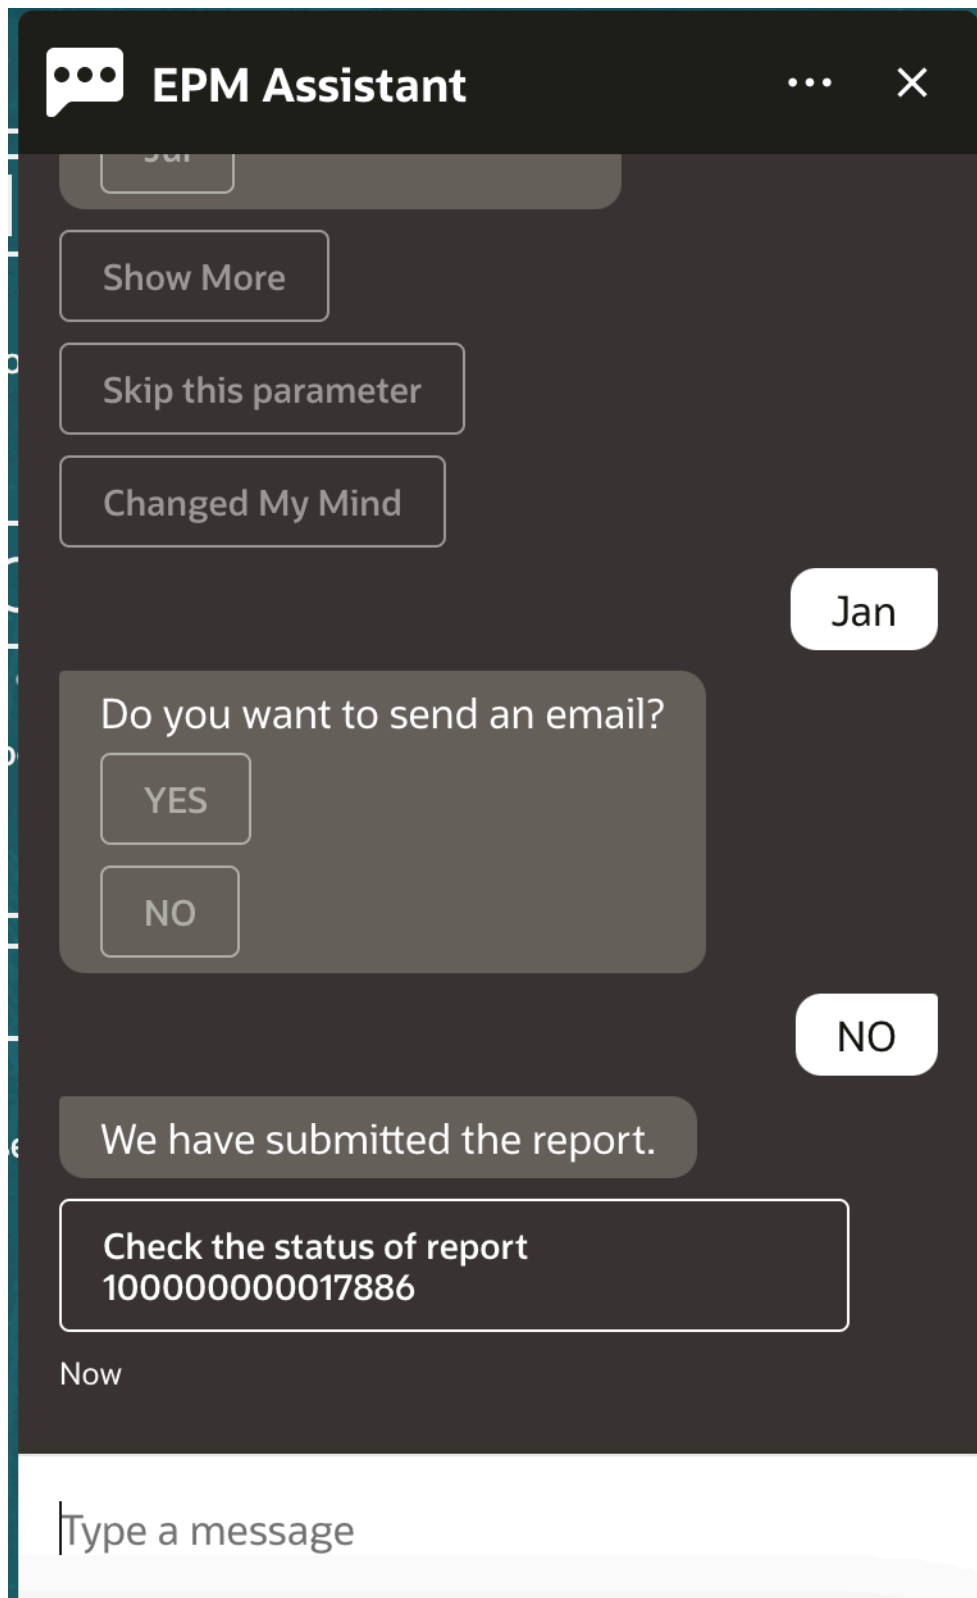 EPM Assistant
Jul
Show More
Skip this parameter
Changed My Mind
Jan
Do you want to send an email?
YES
NO
NO
We have submitted the report.
Check the status of report
100000000017886
Now
Type a message